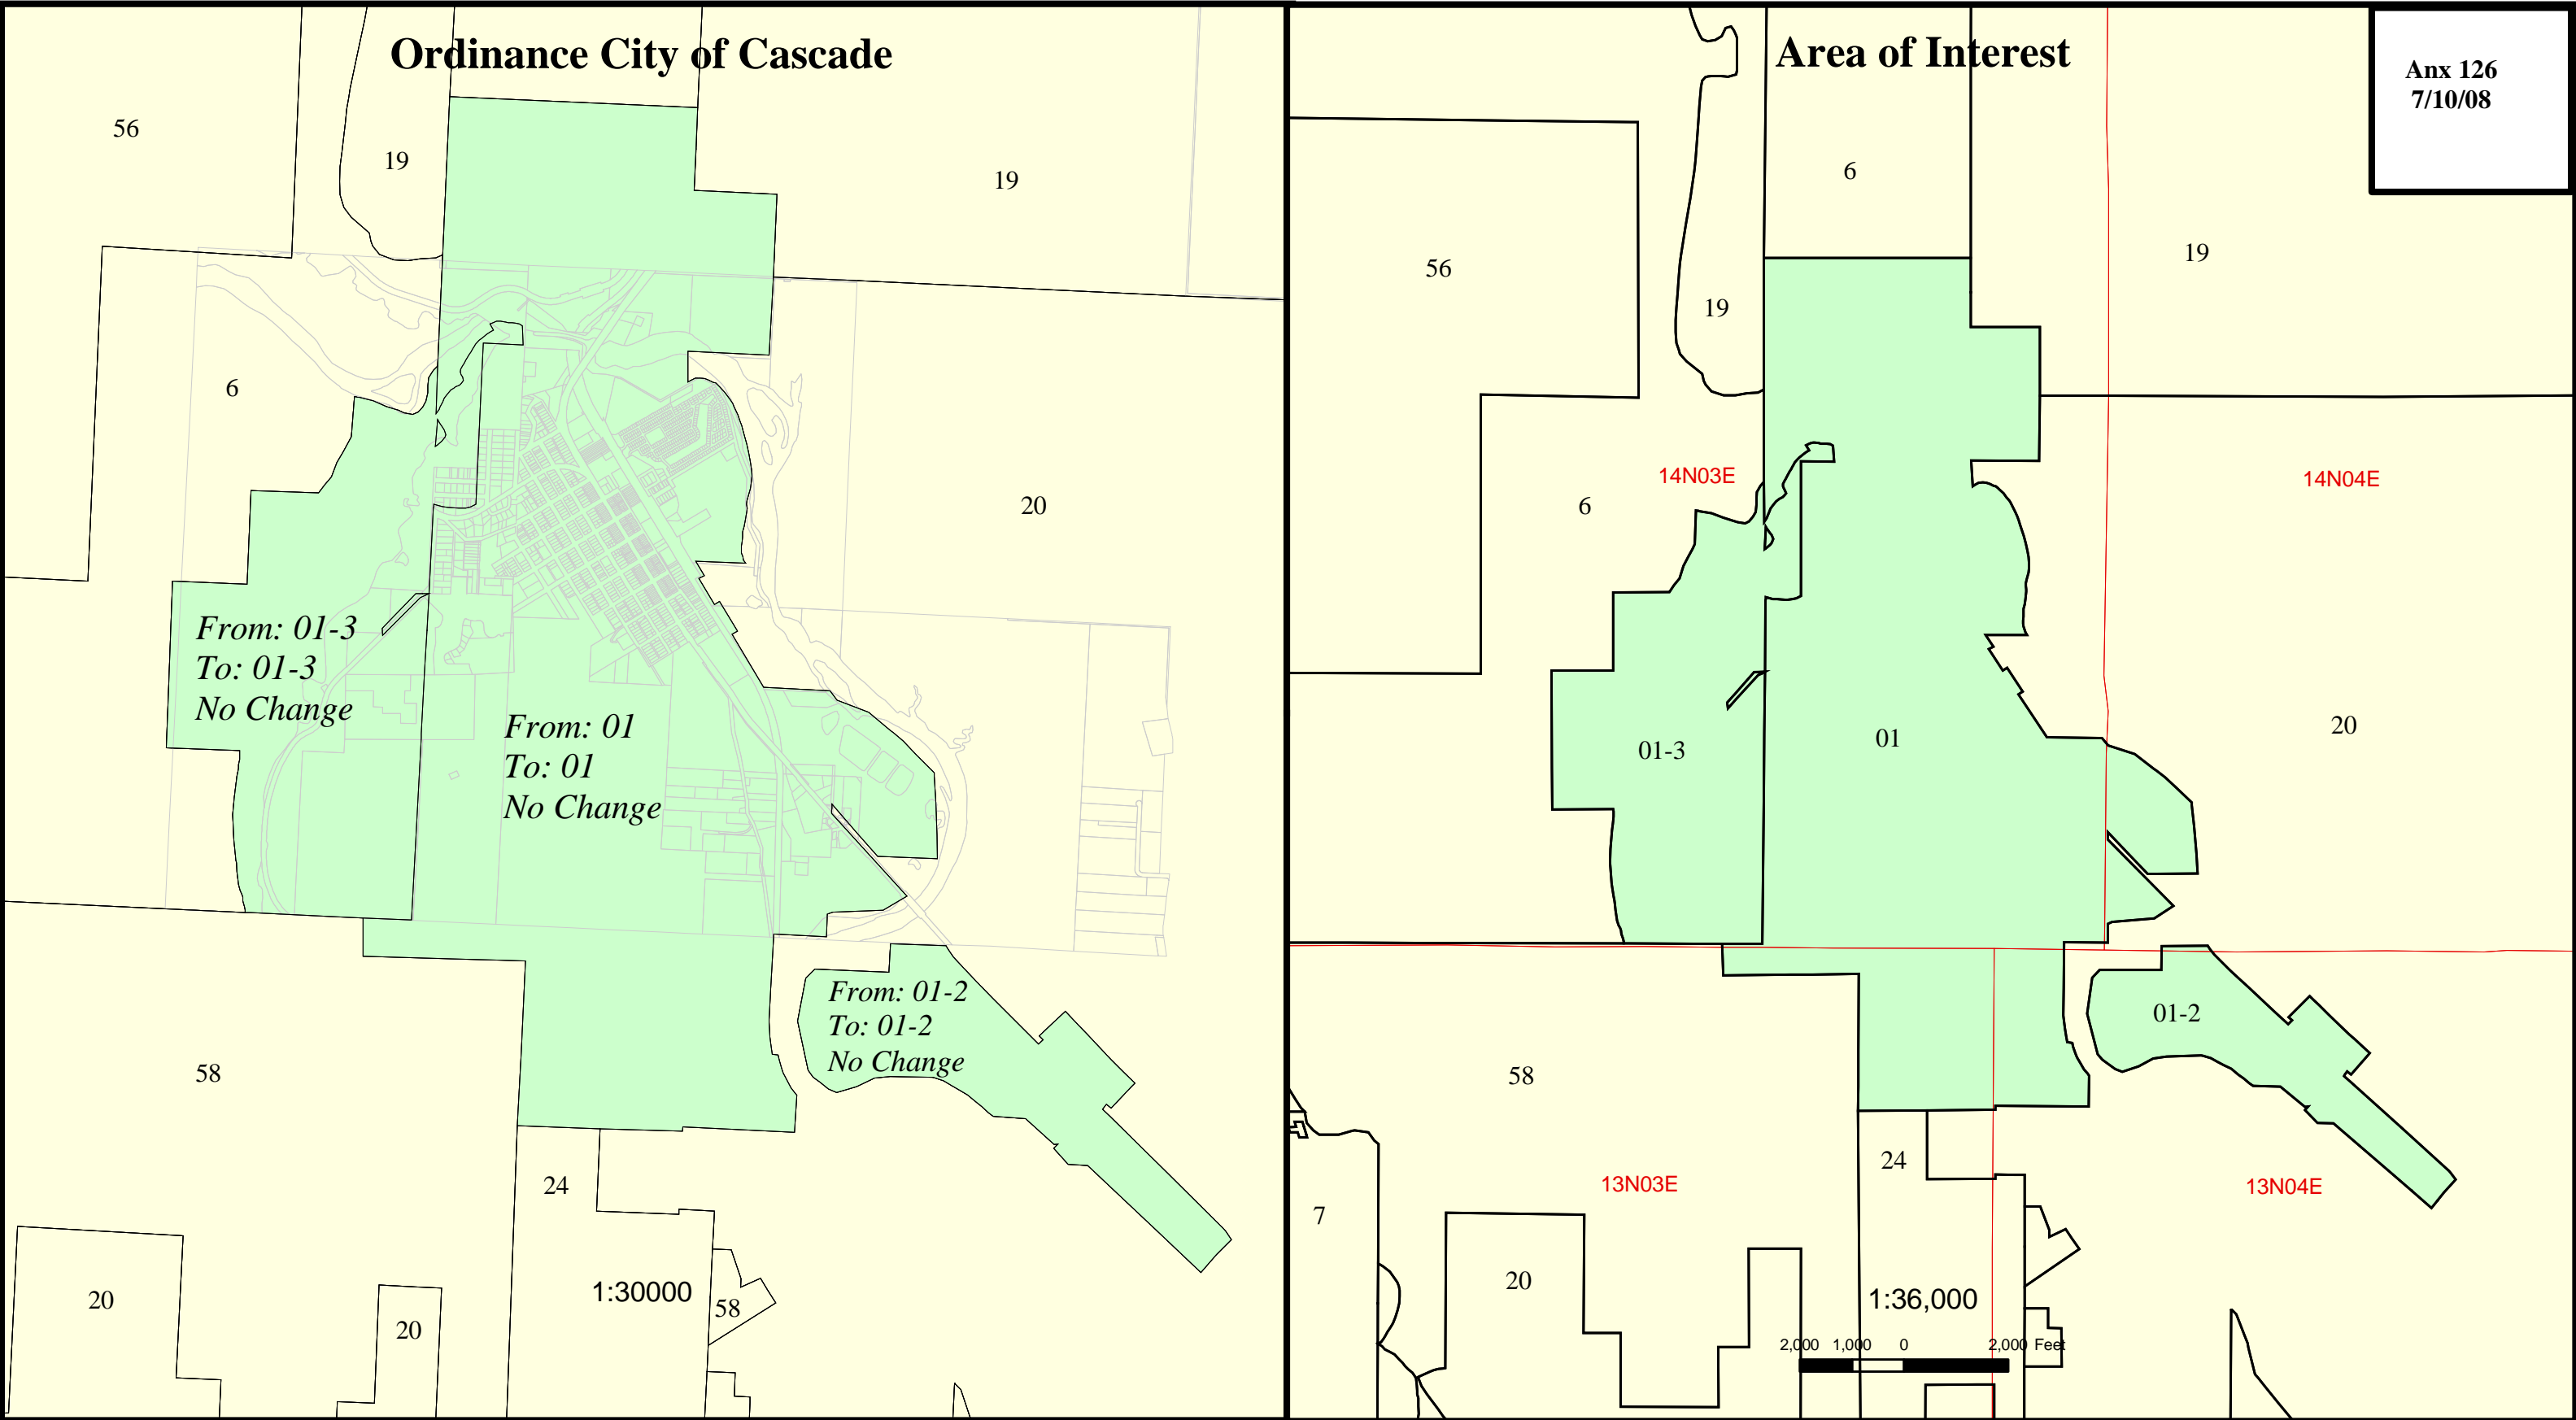 Ordinance City of Cascade
56
19
19
6
20
From: 01-3
To: 01-3
No Change
From: 01
To: 01
No Change
From: 01-2
To: 01-2
No Change
58
24
20
20
1:30000
58
Area of Interest
Anx 126
7/10/08
6
56
19
19
14N03E
14N04E
6
01-3
01
20
01-2
58
24
13N03E
13N04E
7
20
1:36,000
2,000 1,000 0 2,000 Feet